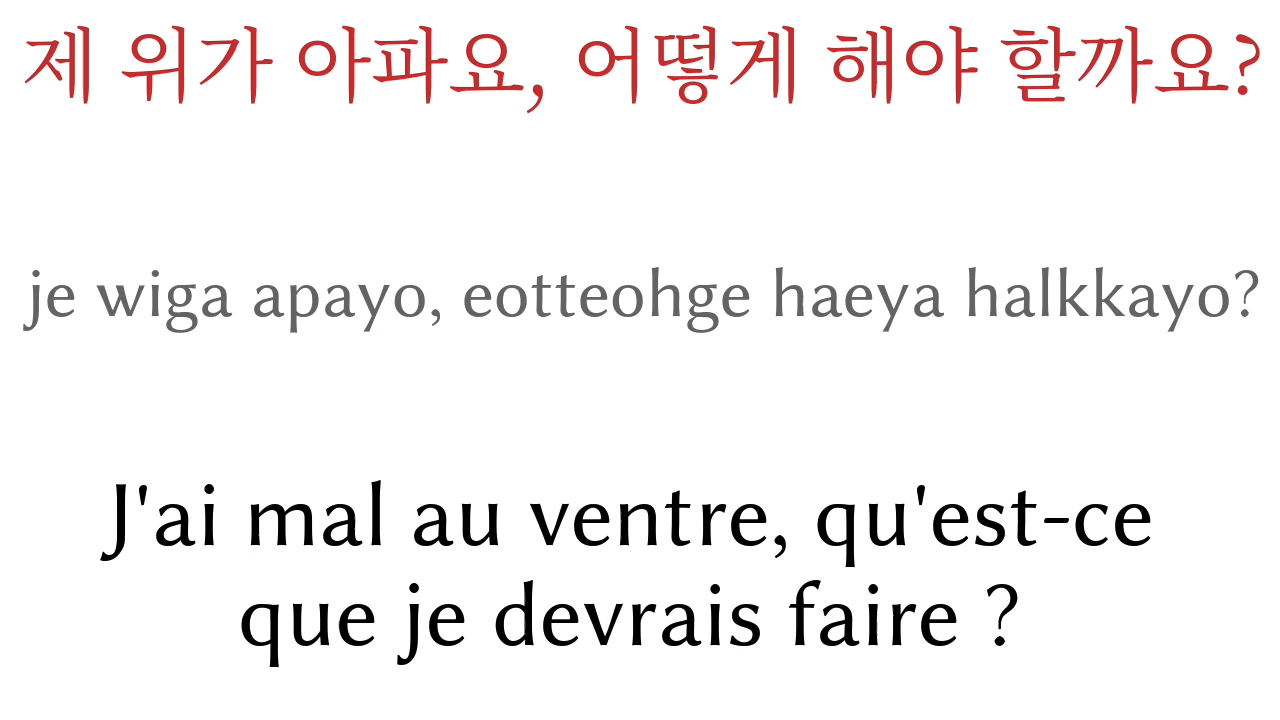 제 위가 아파요, 어떻게 해야 할까요?
je wiga apayo, eotteohge haeya halkkayo?
J'ai mal au ventre, qu'est-ce
que je devrais faire ?